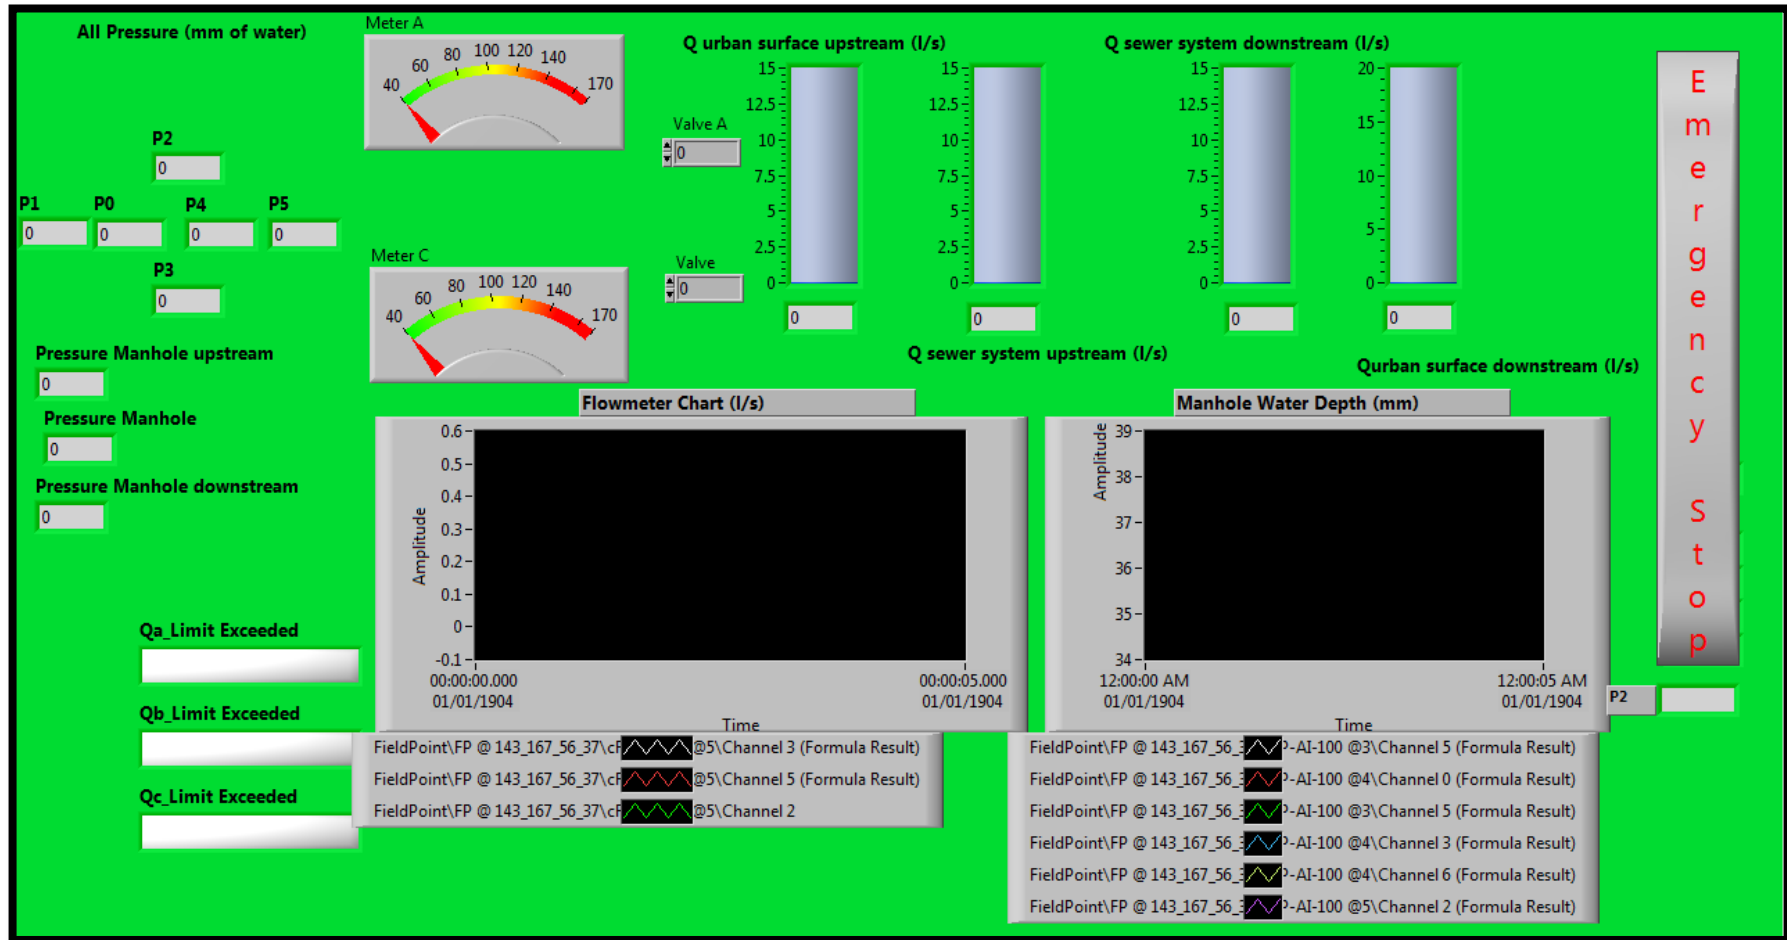 All Pressure (mm of water)
P2
0
P1 P0 P4 P5
0 0 0 0
P3
0
Pressure Manhole upstream
0
Pressure Manhole
0
Pressure Manhole downstream
0
Qa_Limit Exceeded
Qb_Limit Exceeded
Qc_Limit Exceeded
Meter A
40 60 80 100 120 140 170
Meter C
40 60 80 100 120 140 170
Valve A
0
Valve
0
Q urban surface upstream (l/s)
15
12.5
10
7.5
5
2.5
0
0
15
12.5
10
7.5
5
2.5
0
0
Q sewer system upstream (l/s)
Q sewer system downstream (l/s)
15
12.5
10
7.5
5
2.5
0
0
20
15
10
5
0
0
Qurban surface downstream (l/s)
Emergency Stop
P2
Flowmeter Chart (l/s)
Amplitude
0.6
0.5
0.4
0.3
0.2
0.1
0
-0.1
00:00:00.000 00:00:05.000
01/01/1904 01/01/1904
Time
FieldPoint\FP @ 143_167_56_37\cF @5\Channel 3 (Formula Result)
FieldPoint\FP @ 143_167_56_37\cF @5\Channel 5 (Formula Result)
FieldPoint\FP @ 143_167_56_37\cF @5\Channel 2
Manhole Water Depth (mm)
Amplitude
39
38
37
36
35
34
12:00:00 AM 12:00:05 AM
01/01/1904 01/01/1904
Time
FieldPoint\FP @ 143_167_56_3 P-AI-100 @3\Channel 5 (Formula Result)
FieldPoint\FP @ 143_167_56_3 P-AI-100 @4\Channel 0 (Formula Result)
FieldPoint\FP @ 143_167_56_3 P-AI-100 @3\Channel 5 (Formula Result)
FieldPoint\FP @ 143_167_56_3 P-AI-100 @4\Channel 3 (Formula Result)
FieldPoint\FP @ 143_167_56_3 P-AI-100 @4\Channel 6 (Formula Result)
FieldPoint\FP @ 143_167_56_3 P-AI-100 @5\Channel 2 (Formula Result)